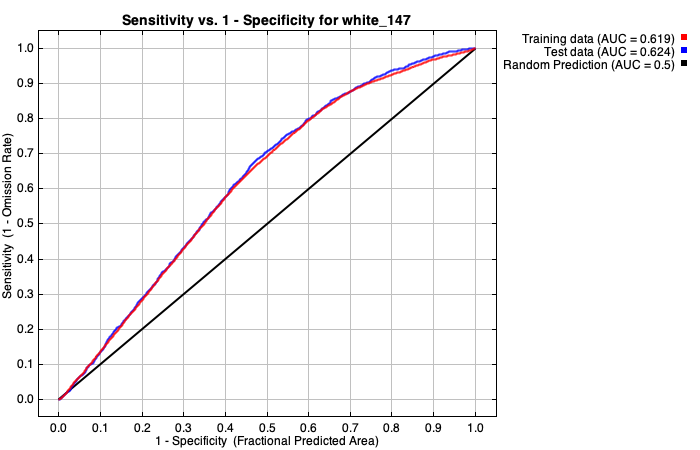 Sensitivity vs. 1 - Specificity for white_147
Training data (AUC = 0.619)
Test data (AUC = 0.624)
Random Prediction (AUC = 0.5)
Sensitivity (1 - Omission Rate)
1.0
0.9
0.8
0.7
0.6
0.5
0.4
0.3
0.2
0.1
0.0
0.0 0.1 0.2 0.3 0.4 0.5 0.6 0.7 0.8 0.9 1.0
1 - Specificity (Fractional Predicted Area)